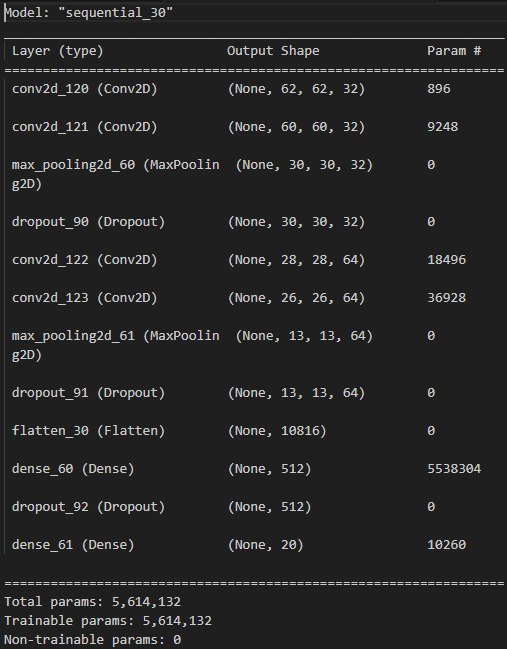 Model: "sequential_30"
_________________________________________________________________
Layer (type) Output Shape Param #
=================================================================
conv2d_120 (Conv2D) (None, 62, 62, 32) 896
conv2d_121 (Conv2D) (None, 60, 60, 32) 9248
max_pooling2d_60 (MaxPoolin (None, 30, 30, 32) 0
g2D)
dropout_90 (Dropout) (None, 30, 30, 32) 0
conv2d_122 (Conv2D) (None, 28, 28, 64) 18496
conv2d_123 (Conv2D) (None, 26, 26, 64) 36928
max_pooling2d_61 (MaxPoolin (None, 13, 13, 64) 0
g2D)
dropout_91 (Dropout) (None, 13, 13, 64) 0
flatten_30 (Flatten) (None, 10816) 0
dense_60 (Dense) (None, 512) 5538304
dropout_92 (Dropout) (None, 512) 0
dense_61 (Dense) (None, 20) 10260
=================================================================
Total params: 5,614,132
Trainable params: 5,614,132
Non-trainable params: 0